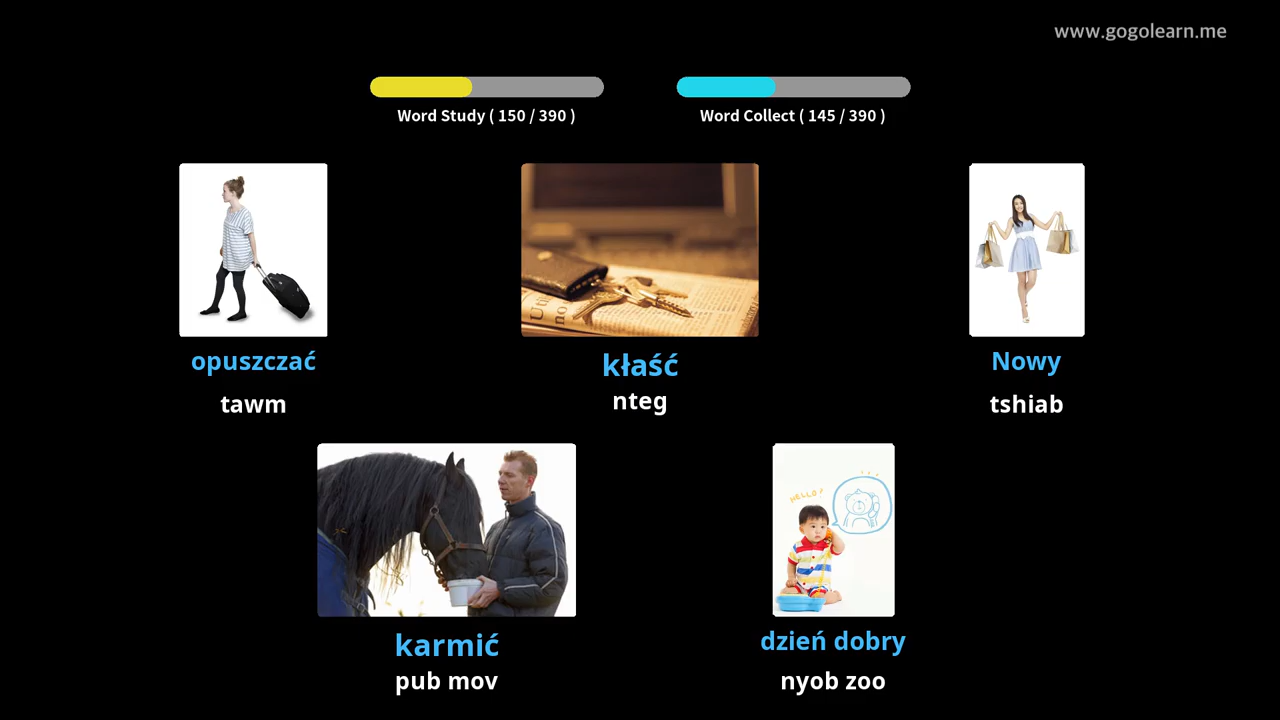 www.gogolearn.me
Word Study ( 150 / 390 )
Word Collect ( 145 / 390 )
opuszczać
tawm
kłaść
nteg
Nowy
tshiab
HELLO?
karmić
pub mov
dzień dobry
nyob zoo